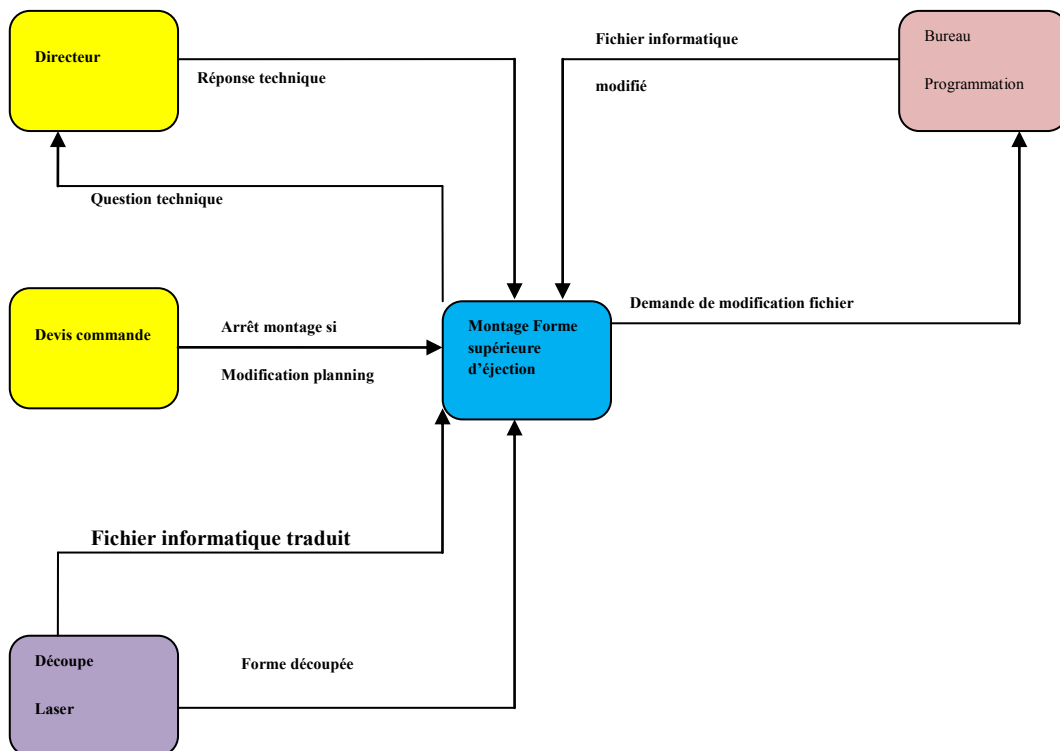 Directeur
Réponse technique
Fichier informatique
modifié
Bureau
Programmation
Question technique
Devis commande
Arrêt montage si
Modification planning
Montage Forme
supérieure
d’éjection
Demande de modification fichier
Fichier informatique traduit
Découpe
Laser
Forme découpée